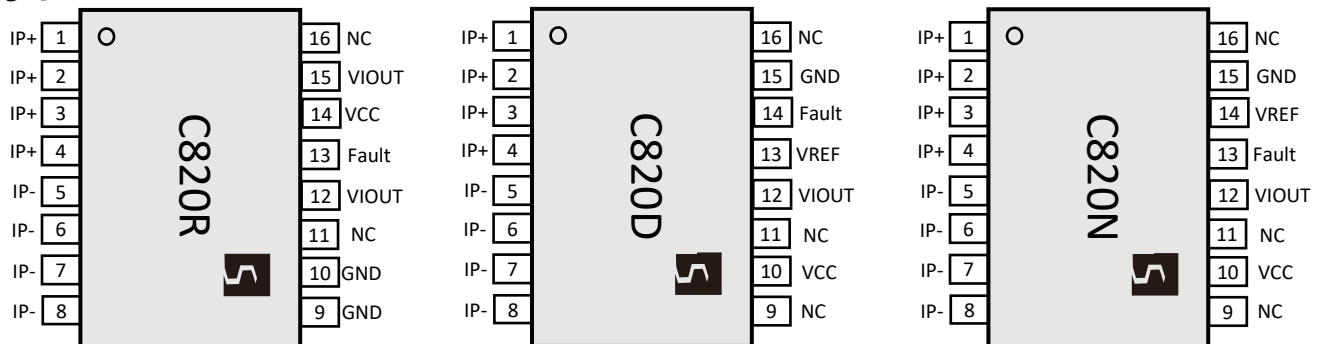 IP+ 1 16 NC
IP+ 2 15 VIOUT
IP+ 3 14 VCC
IP+ 4 13 Fault
IP- 5 12 VIOUT
IP- 6 11 NC
IP- 7 10 GND
IP- 8 9 GND
C820R
IP+ 1 16 NC
IP+ 2 15 GND
IP+ 3 14 Fault
IP+ 4 13 VREF
IP- 5 12 VIOUT
IP- 6 11 NC
IP- 7 10 VCC
IP- 8 9 NC
C820D
IP+ 1 16 NC
IP+ 2 15 GND
IP+ 3 14 VREF
IP+ 4 13 Fault
IP- 5 12 VIOUT
IP- 6 11 NC
IP- 7 10 VCC
IP- 8 9 NC
C820N